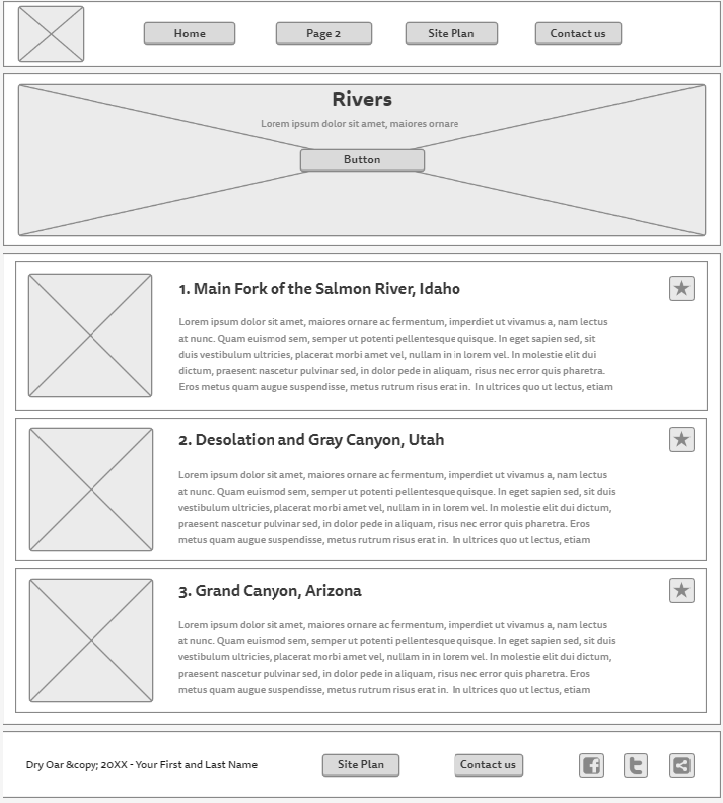 Home Page 2 Site Plan Contact us
Rivers
Lorem ipsum dolor sit amet, maiores ornare
Button
1. Main Fork of the Salmon River, Idaho
Lorem ipsum dolor sit amet, maiores ornare ac fermentum, imperdiet ut vivamus a, nam lectus
at nunc. Quam euismod sem, semper ut potenti pellentesque quisque. In eget sapien sed, sit
duis vestibulum ultricies, placerat morbi amet vel, nullam in in lorem vel. In molestie elit dui
dictum, praesent nascetur pulvinar sed, in dolor pede in aliquam, risus nec error quis pharetra.
Eros metus quam augue suspendisse, metus rutrum risus erat in. In ultrices quo ut lectus, etiam
2. Desolation and Gray Canyon, Utah
Lorem ipsum dolor sit amet, maiores ornare ac fermentum, imperdiet ut vivamus a, nam lectus
at nunc. Quam euismod sem, semper ut potenti pellentesque quisque. In eget sapien sed, sit duis
vestibulum ultricies, placerat morbi amet vel, nullam in in lorem vel. In molestie elit dui dictum,
praesent nascetur pulvinar sed, in dolor pede in aliquam, risus nec error quis pharetra. Eros
metus quam augue suspendisse, metus rutrum risus erat in. In ultrices quo ut lectus, etiam
3. Grand Canyon, Arizona
Lorem ipsum dolor sit amet, maiores ornare ac fermentum, imperdiet ut vivamus a, nam lectus
at nunc. Quam euismod sem, semper ut potenti pellentesque quisque. In eget sapien sed, sit duis
vestibulum ultricies, placerat morbi amet vel, nullam in in lorem vel. In molestie elit dui dictum,
praesent nascetur pulvinar sed, in dolor pede in aliquam, risus nec error quis pharetra. Eros
metus quam augue suspendisse, metus rutrum risus erat in. In ultrices quo ut lectus, etiam
Dry Oar &copy; 20XX - Your First and Last Name Site Plan Contact us